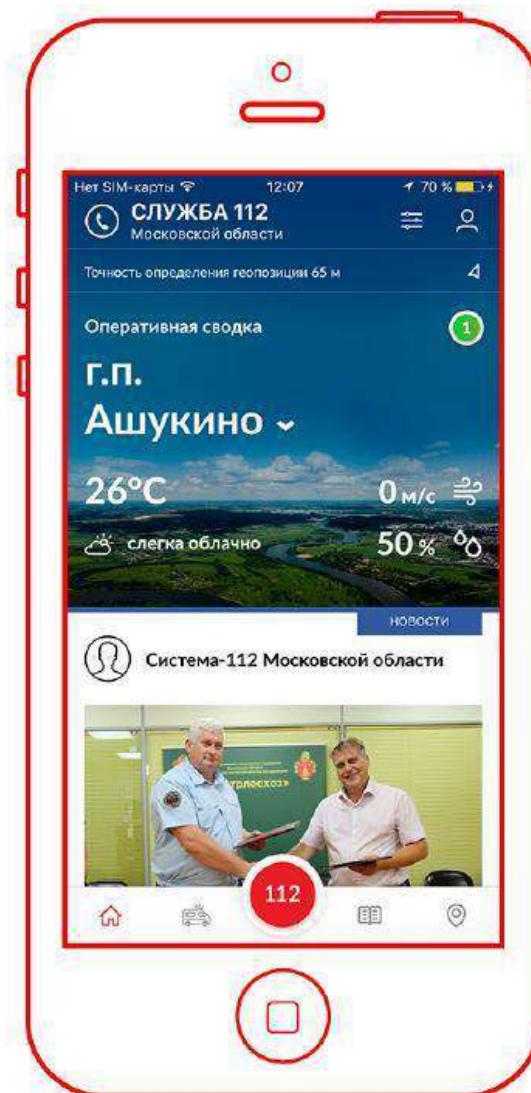 Нет SIM-карты 12:07 70 %
СЛУЖБА 112
Московской области
Точность определения геопозиции 65 м
Оперативная сводка 1
г.п.
Ашукино
26°C 0 м/с
слегка облачно 50 %
НОВОСТИ
Система-112 Московской области
112